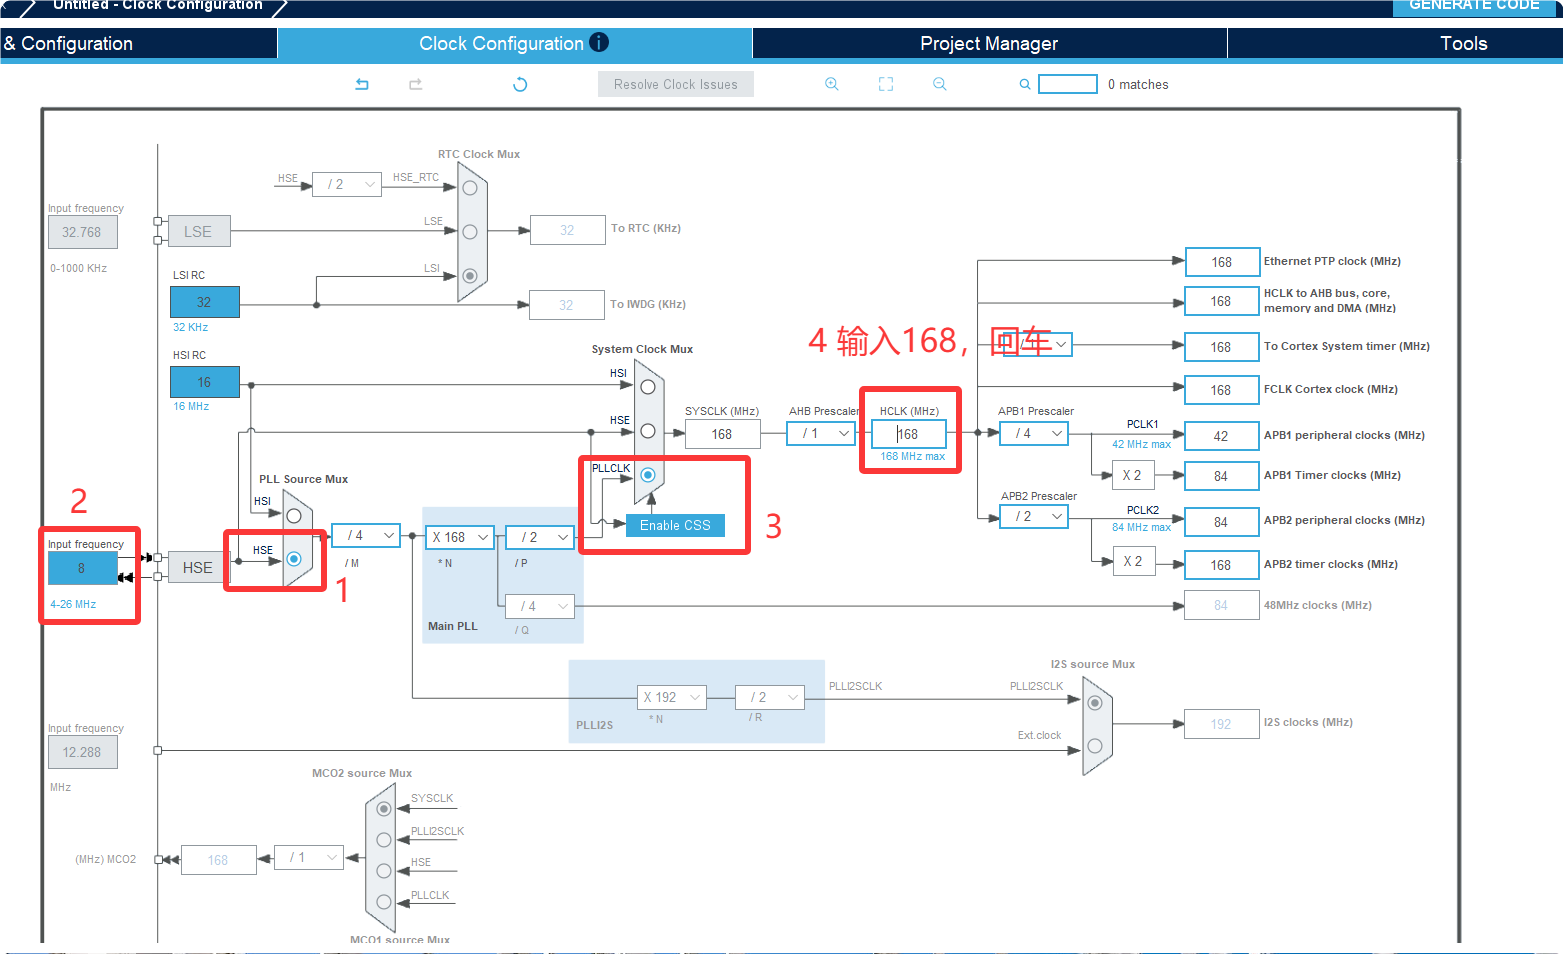 Untitled - Clock Configuration
GENERATE CODE
& Configuration
Clock Configuration
Project Manager
Tools
Resolve Clock Issues
0 matches
RTC Clock Mux
HSE
/ 2
HSE_RTC
Input frequency
32.768
0-1000 KHz
LSE
LSE
32
To RTC (KHz)
LSI
LSI RC
32
32 KHz
32
To IWDG (KHz)
HSI RC
16
16 MHz
System Clock Mux
HSI
HSE
PLLCLK
Enable CSS
3
4 输入168，回车
SYSCLK (MHz)
168
AHB Prescaler
/ 1
HCLK (MHz)
168
168 MHz max
168
Ethernet PTP clock (MHz)
168
HCLK to AHB bus, core,
memory and DMA (MHz)
/ 1
168
To Cortex System timer (MHz)
168
FCLK Cortex clock (MHz)
APB1 Prescaler
/ 4
PCLK1
42 MHz max
42
APB1 peripheral clocks (MHz)
X 2
84
APB1 Timer clocks (MHz)
APB2 Prescaler
/ 2
PCLK2
84 MHz max
84
APB2 peripheral clocks (MHz)
X 2
168
APB2 timer clocks (MHz)
84
48MHz clocks (MHz)
2
Input frequency
8
4-26 MHz
HSE
PLL Source Mux
HSI
HSE
1
/ 4
/ M
X 168
* N
/ 2
/ P
/ 4
/ Q
Main PLL
PLLI2S
X 192
* N
/ 2
/ R
PLLI2SCLK
I2S source Mux
PLLI2SCLK
Ext.clock
192
I2S clocks (MHz)
Input frequency
12.288
MHz
MCO2 source Mux
SYSCLK
PLLI2SCLK
HSE
PLLCLK
(MHz) MCO2
168
/ 1
MCO1 source Mux